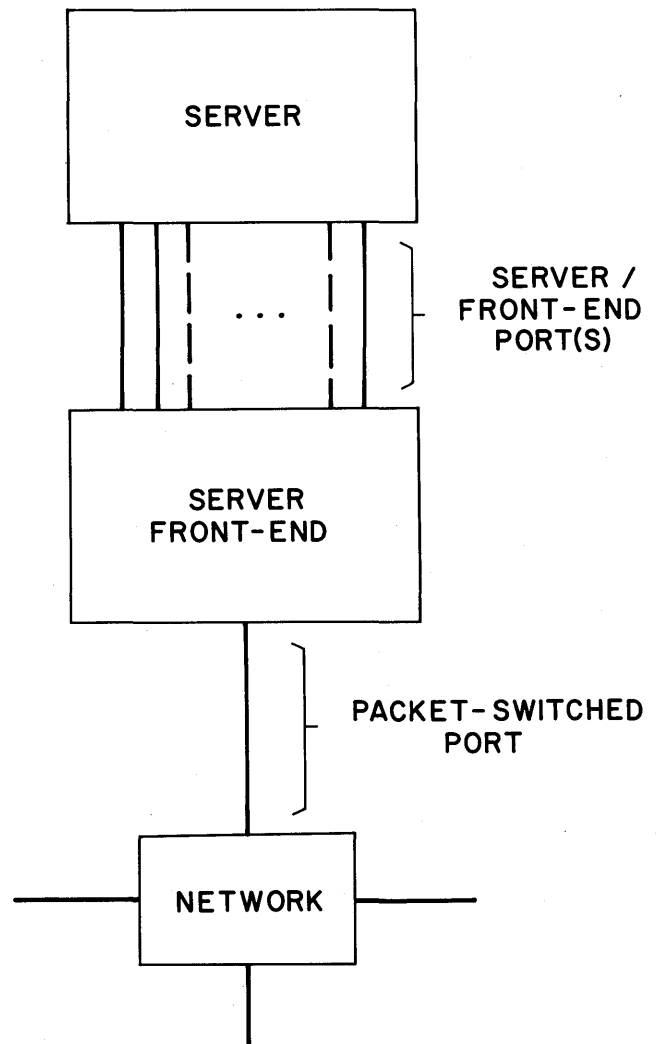 SERVER
...
SERVER /
FRONT-END
PORT(S)
SERVER
FRONT-END
PACKET-SWITCHED
PORT
NETWORK